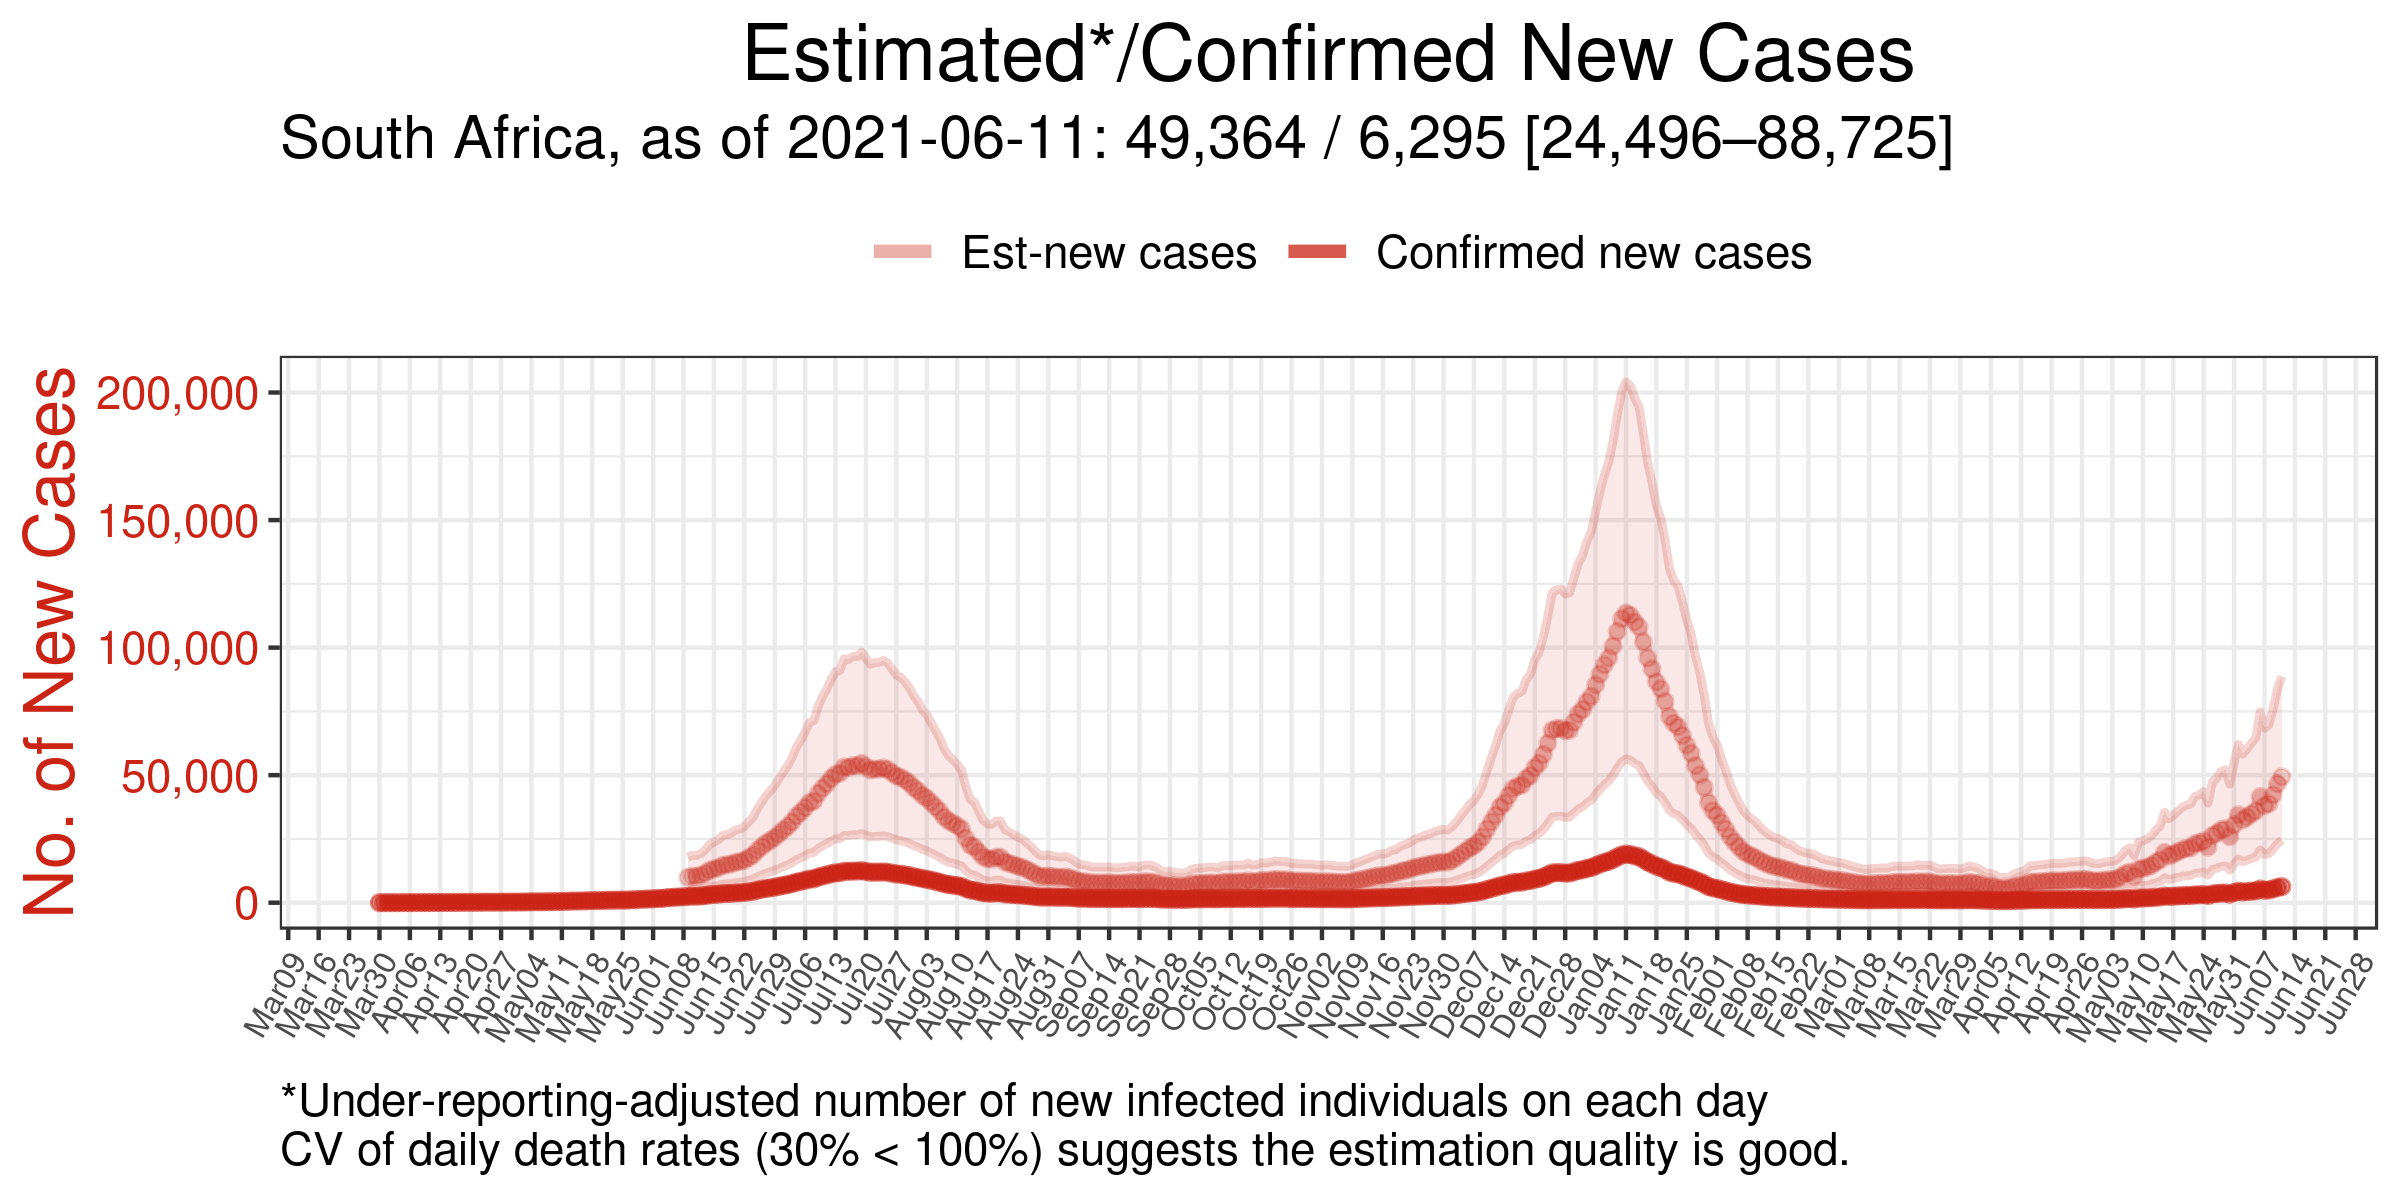 Estimated*/Confirmed New Cases
South Africa, as of 2021-06-11: 49,364 / 6,295 [24,496–88,725]
Est-new cases Confirmed new cases
No. of New Cases
200,000
150,000
100,000
50,000
0
Mar09 Mar16 Mar23 Mar30 Apr06 Apr13 Apr20 Apr27 May04 May11 May18 May25 Jun01 Jun08 Jun15 Jun22 Jun29 Jul06 Jul13 Jul20 Jul27 Aug03 Aug10 Aug17 Aug24 Aug31 Sep07 Sep14 Sep21 Sep28 Oct05 Oct12 Oct19 Oct26 Nov02 Nov09 Nov16 Nov23 Nov30 Dec07 Dec14 Dec21 Dec28 Jan04 Jan11 Jan18 Jan25 Feb01 Feb08 Feb15 Feb22 Mar01 Mar08 Mar15 Mar22 Mar29 Apr05 Apr12 Apr19 Apr26 May03 May10 May17 May24 May31 Jun07 Jun14 Jun21 Jun28
*Under-reporting-adjusted number of new infected individuals on each day
CV of daily death rates (30% < 100%) suggests the estimation quality is good.